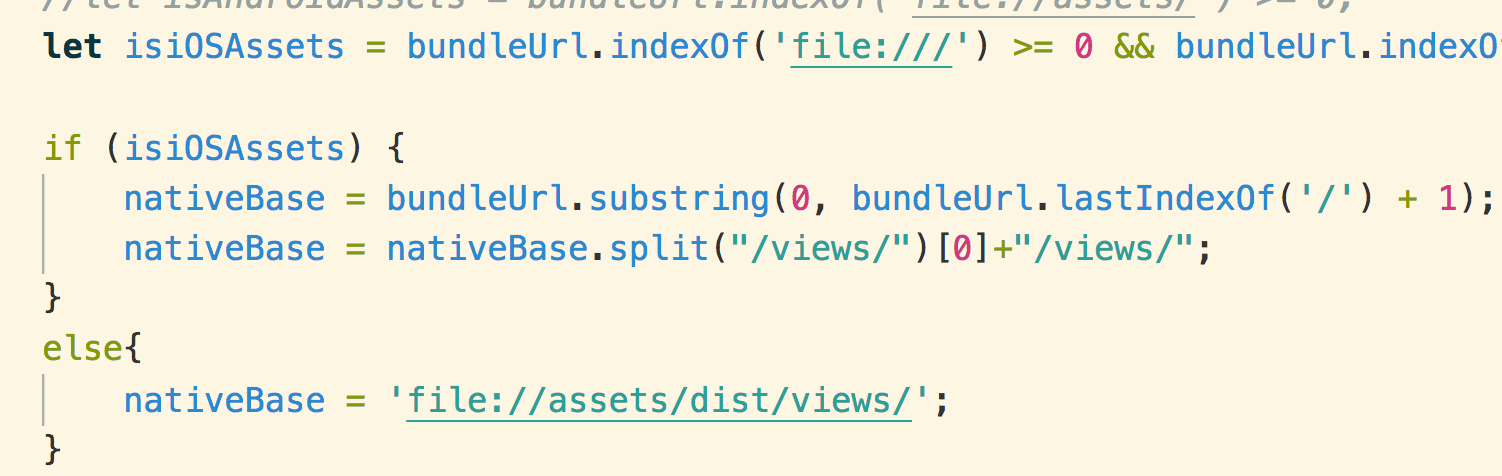 //let isAndroidAssets = bundleUrl.indexOf('file://assets/') >= 0;
let isiOSAssets = bundleUrl.indexOf('file:///') >= 0 && bundleUrl.indexO
if (isiOSAssets) {
nativeBase = bundleUrl.substring(0, bundleUrl.lastIndexOf('/') + 1);
nativeBase = nativeBase.split("/views/")[0]+"/views/";
}
else{
nativeBase = 'file://assets/dist/views/';
}